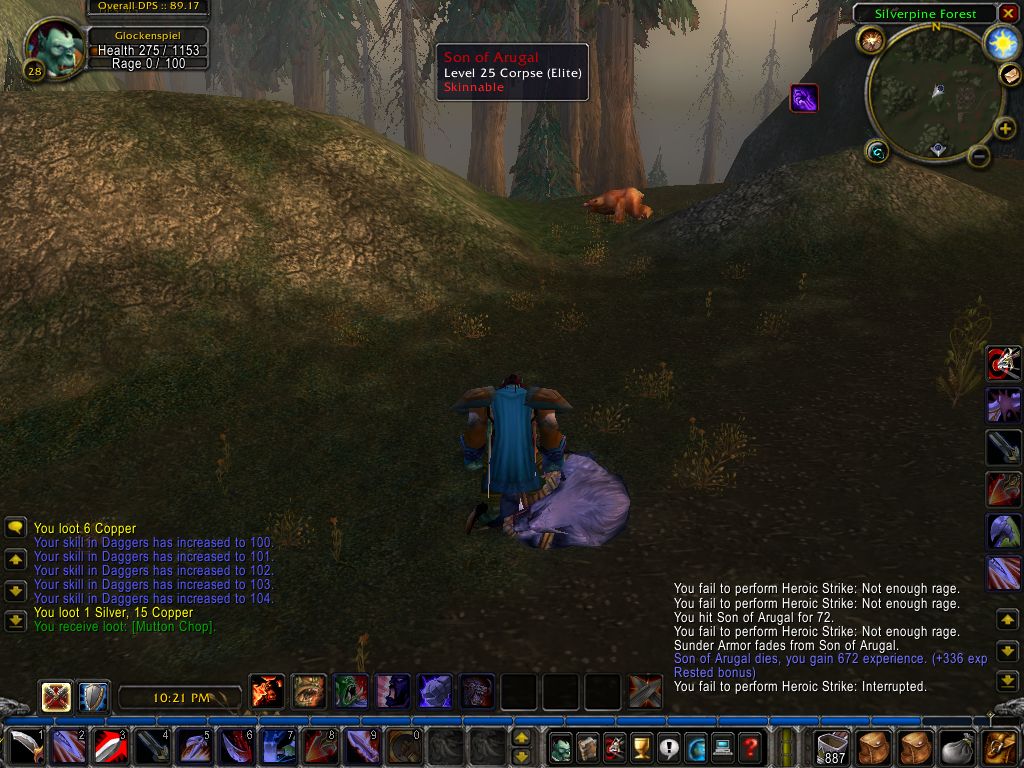 Overall DPS :: 89.17
Glockenspiel
Health 275 / 1153
Rage 0 / 100
28
Son of Arugal
Level 25 Corpse (Elite)
Skinnable
Silverpine Forest
N
You loot 6 Copper
Your skill in Daggers has increased to 100.
Your skill in Daggers has increased to 101.
Your skill in Daggers has increased to 102.
Your skill in Daggers has increased to 103.
Your skill in Daggers has increased to 104.
You loot 1 Silver, 15 Copper
You receive loot: [Mutton Chop].
You fail to perform Heroic Strike: Not enough rage.
You fail to perform Heroic Strike: Not enough rage.
You hit Son of Arugal for 72.
You fail to perform Heroic Strike: Not enough rage.
Sunder Armor fades from Son of Arugal.
Son of Arugal dies, you gain 672 experience. (+336 exp
Rested bonus)
You fail to perform Heroic Strike: Interrupted.
10:21 PM
1 2 3 4 5 6 7 8 9 0
887